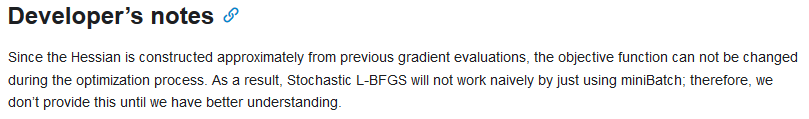 Developer's notes
Since the Hessian is constructed approximately from previous gradient evaluations, the objective function can not be changed
during the optimization process. As a result, Stochastic L-BFGS will not work naively by just using miniBatch; therefore, we
don't provide this until we have better understanding.